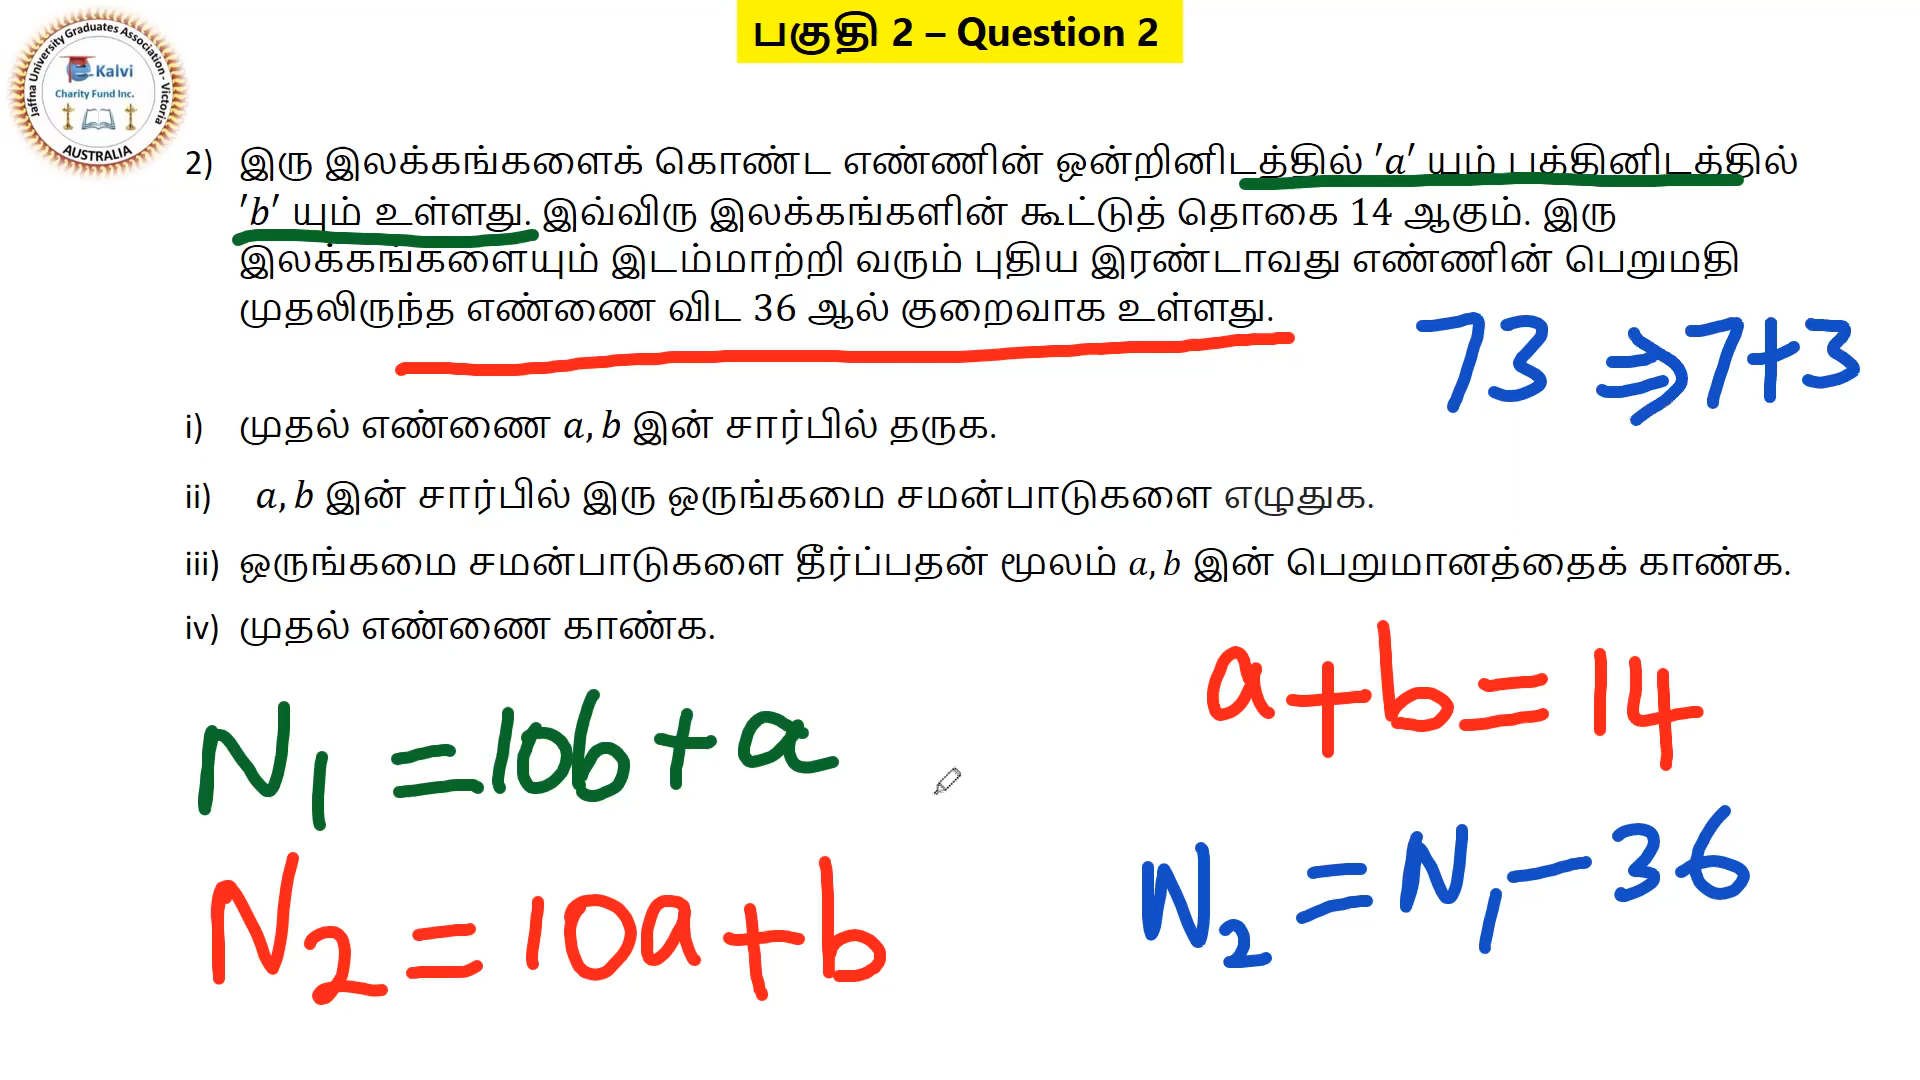 பகுதி 2 – Question 2
Jaffna University Graduates Association - Victoria
e Kalvi
Charity Fund Inc.
AUSTRALIA
2) இரு இலக்கங்களைக் கொண்ட எண்ணின் ஒன்றினிடத்தில் 'a' யும் பத்தினிடத்தில்
'b' யும் உள்ளது. இவ்விரு இலக்கங்களின் கூட்டுத் தொகை 14 ஆகும். இரு
இலக்கங்களையும் இடம்மாற்றி வரும் புதிய இரண்டாவது எண்ணின் பெறுமதி
முதலிருந்த எண்ணை விட 36 ஆல் குறைவாக உள்ளது.
73 ⇒ 7+3
i) முதல் எண்ணை a, b இன் சார்பில் தருக.
ii) a, b இன் சார்பில் இரு ஒருங்கமை சமன்பாடுகளை எழுதுக.
iii) ஒருங்கமை சமன்பாடுகளை தீர்ப்பதன் மூலம் a, b இன் பெறுமானத்தைக் காண்க.
iv) முதல் எண்ணை காண்க.
a+b=14
N1 =10b+a
N2=10a+b
N2 = N1-36